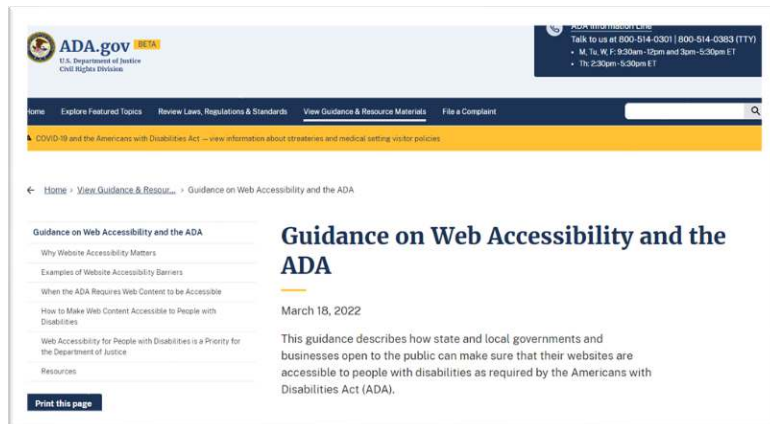 ADA.gov BETA
U.S. Department of Justice
Civil Rights Division
ADA Information Line
Talk to us at 800-514-0301 | 800-514-0383 (TTY)
• M, Tu, W, F: 9:30am-12pm and 3pm-5:30pm ET
• Th: 2:30pm-5:30pm ET
Home Explore Featured Topics Review Laws, Regulations & Standards View Guidance & Resource Materials File a Complaint
COVID-19 and the Americans with Disabilities Act — view information about streateries and medical setting visitor policies
← Home > View Guidance & Resour... > Guidance on Web Accessibility and the ADA
Guidance on Web Accessibility and the ADA
Why Website Accessibility Matters
Examples of Website Accessibility Barriers
When the ADA Requires Web Content to be Accessible
How to Make Web Content Accessible to People with
Disabilities
Web Accessibility for People with Disabilities is a Priority for
the Department of Justice
Resources
Print this page
Guidance on Web Accessibility and the
ADA
March 18, 2022
This guidance describes how state and local governments and
businesses open to the public can make sure that their websites are
accessible to people with disabilities as required by the Americans with
Disabilities Act (ADA).